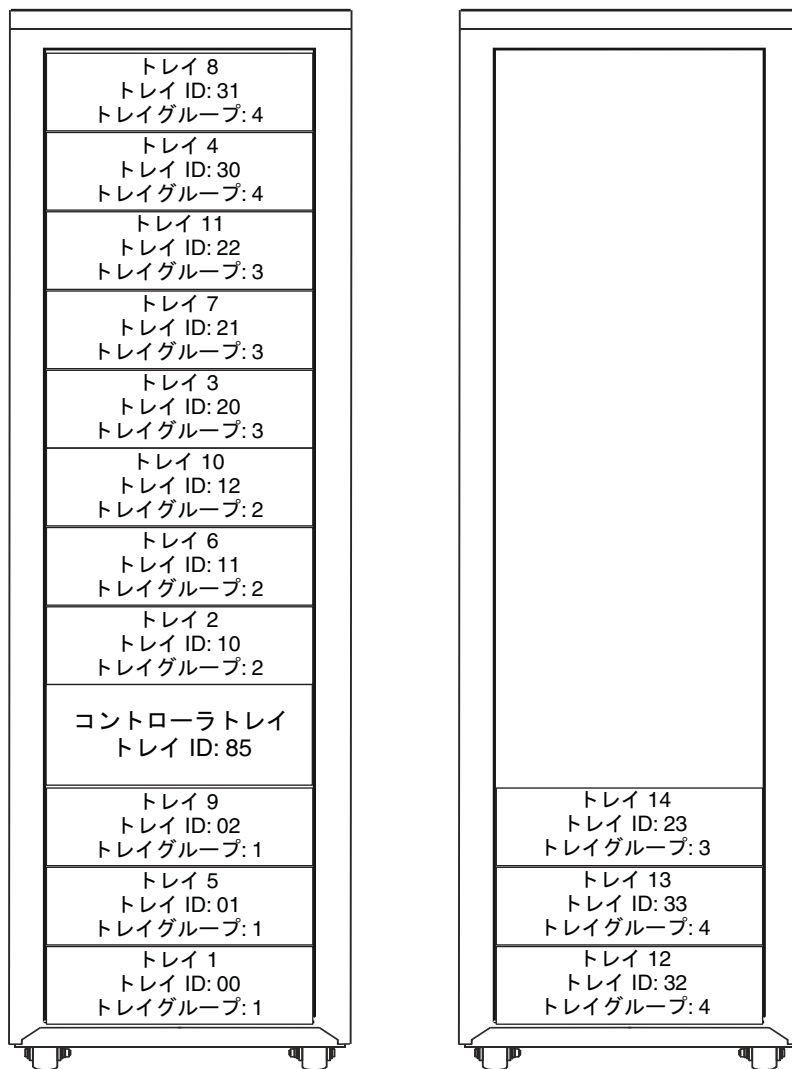 トレイ 8
トレイ ID: 31
トレイグループ: 4
トレイ 4
トレイ ID: 30
トレイグループ: 4
トレイ 11
トレイ ID: 22
トレイグループ: 3
トレイ 7
トレイ ID: 21
トレイグループ: 3
トレイ 3
トレイ ID: 20
トレイグループ: 3
トレイ 10
トレイ ID: 12
トレイグループ: 2
トレイ 6
トレイ ID: 11
トレイグループ: 2
トレイ 2
トレイ ID: 10
トレイグループ: 2
コントローラトレイ
トレイ ID: 85
トレイ 9
トレイ ID: 02
トレイグループ: 1
トレイ 5
トレイ ID: 01
トレイグループ: 1
トレイ 1
トレイ ID: 00
トレイグループ: 1
トレイ 14
トレイ ID: 23
トレイグループ: 3
トレイ 13
トレイ ID: 33
トレイグループ: 4
トレイ 12
トレイ ID: 32
トレイグループ: 4